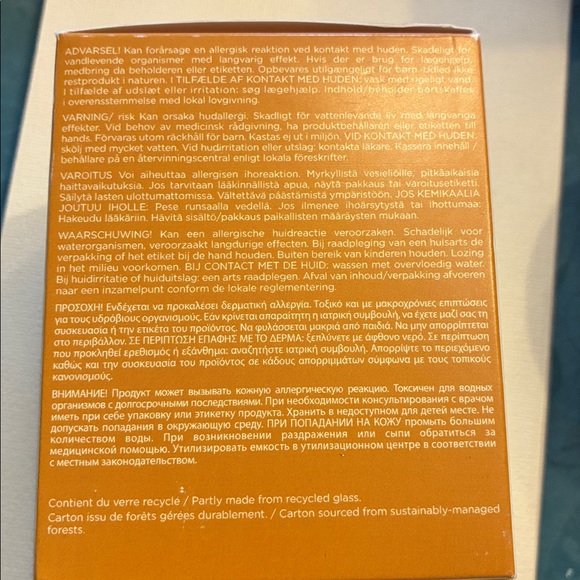 ADVARSEL! Kan forårsage en allergisk reaktion ved kontakt med huden. Skadeligt for
vandlevende organismer med langvarig effekt. Hvis der er brug for lægehjælp,
medbring da beholderen eller etiketten. Opbevares utilgængeligt for børn. Udled ikke
restprodukt i naturen. I TILFÆLDE AF KONTAKT MED HUDEN: vask med rigeligt vand.
I tilfælde af udslæt eller irritation: søg lægehjælp. Indhold/beholder bortskaffes
i overensstemmelse med lokal lovgivning.
VARNING/ risk Kan orsaka hudallergi. Skadligt för vattenlevande liv med långvariga
effekter. Vid behov av medicinsk rådgivning, ha produktbehållaren eller etiketten till
hands. Förvaras utom räckhåll för barn. Kastas ej ut i miljön. VID KONTAKT MED HUDEN:
skölj med mycket vatten. Vid hudirritation eller utslag: kontakta läkare. Kassera innehåll /
behållare på en återvinningscentral enligt lokala föreskrifter.
VAROITUS Voi aiheuttaa allergisen ihoreaktion. Myrkyllistä vesieliöille, pitkäaikaisia
haittavaikutuksia. Jos tarvitaan lääkinnällistä apua, näytä pakkaus tai varoitusetiketti.
Säilytä lasten ulottumattomissa. Vältettävä päästämistä ympäristöön. JOS KEMIKAALIA
JOUTUU IHOLLE: Pese runsaalla vedellä. Jos ilmenee ihoärsytystä tai ihottumaa:
Hakeudu lääkäriin. Hävitä sisältö/pakkaus paikallisten määräysten mukaan.
WAARSCHUWING! Kan een allergische huidreactie veroorzaken. Schadelijk voor
waterorganismen, veroorzaakt langdurige effecten. Bij raadpleging van een huisarts de
verpakking of het etiket bij de hand houden. Buiten bereik van kinderen houden. Lozing
in het milieu voorkomen. BIJ CONTACT MET DE HUID: wassen met overvloedig water.
Bij huidirritatie of huiduitslag: een arts raadplegen. Afval van inhoud/verpakking afvoeren
naar een inzamelpunt conform de lokale reglementering.
ΠΡΟΣΟΧΗ! Ενδέχεται να προκαλέσει δερματική αλλεργία. Τοξικό και με μακροχρόνιες επιπτώσεις
για τους υδρόβιους οργανισμούς. Εάν κρίνεται απαραίτητη η ιατρική συμβουλή, να έχετε μαζί σας τη
συσκευασία ή την ετικέτα του προϊόντος. Να φυλάσσεται μακριά από παιδιά. Να μην απορρίπτεται
στο περιβάλλον. ΣΕ ΠΕΡΙΠΤΩΣΗ ΕΠΑΦΗΣ ΜΕ ΤΟ ΔΕΡΜΑ: ξεπλύνετε με άφθονο νερό. Σε περίπτωση
που προκληθεί ερεθισμός ή εξάνθημα: αναζητήστε ιατρική συμβουλή. Απορρίψτε το περιεχόμενο
καθώς και την συσκευασία του προϊόντος σε κάδους απορριμμάτων σύμφωνα με τους τοπικούς
κανονισμούς.
ВНИМАНИЕ! Продукт может вызывать кожную аллергическую реакцию. Токсичен для водных
организмов с долгосрочными последствиями. При необходимости консультирования с врачом
иметь при себе упаковку или этикетку продукта. Хранить в недоступном для детей месте. Не
допускать попадания в окружающую среду. ПРИ ПОПАДАНИИ НА КОЖУ промыть большим
количеством воды. При возникновении раздражения или сыпи обратиться за
медицинской помощью. Утилизировать емкость в утилизационном центре в соответствии
с местным законодательством.
Contient du verre recyclé / Partly made from recycled glass.
Carton issu de forêts gérées durablement. / Carton sourced from sustainably-managed
forests.